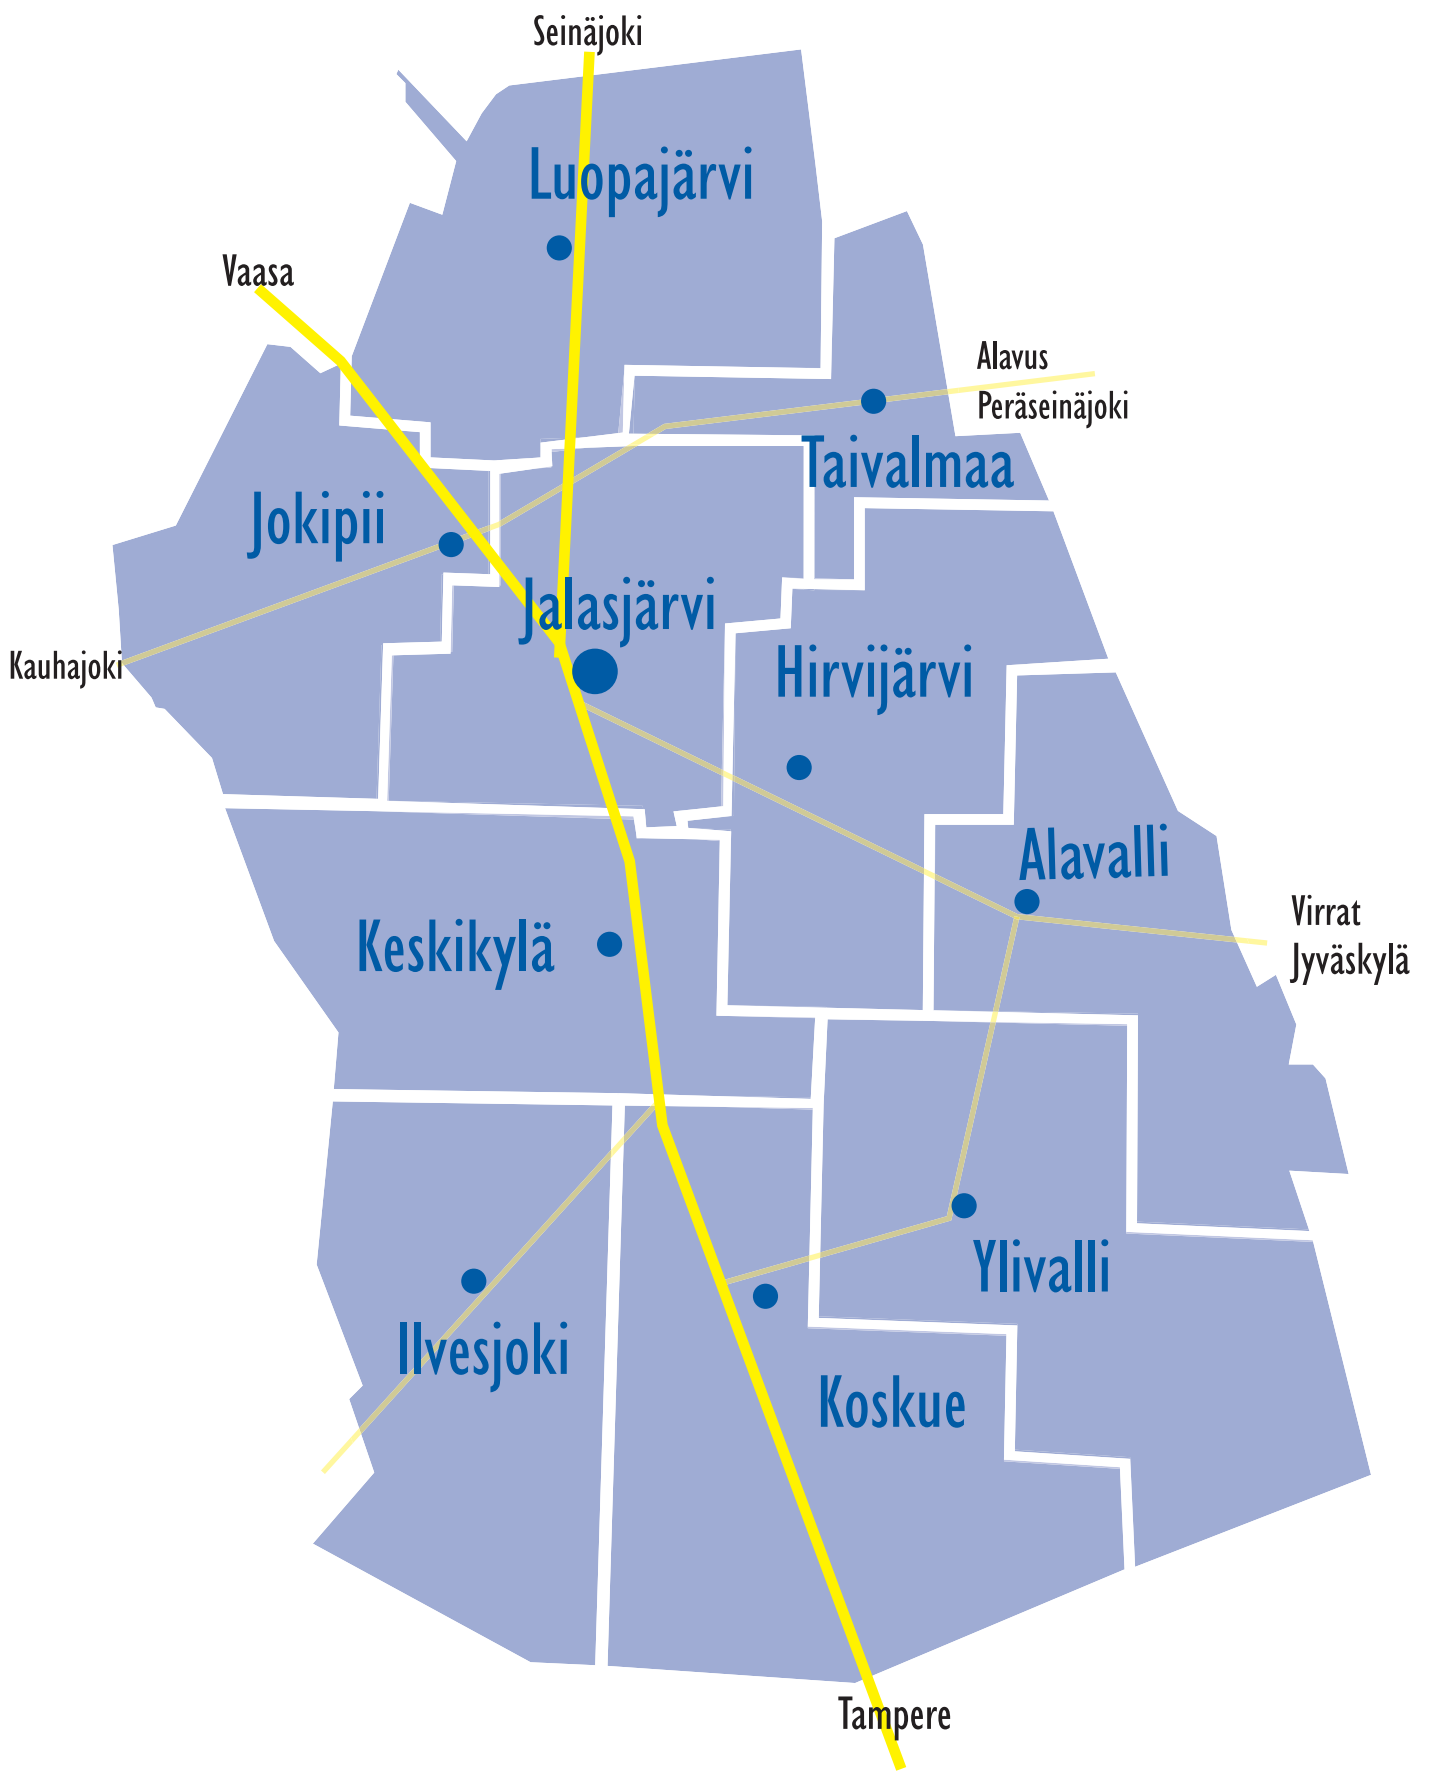 Seinäjoki
Luopajärvi
Vaasa
Alavus
Peräseinäjoki
Taivalmaa
Jokipii
Jalasjärvi
Kauhajoki
Hirvijärvi
Alavalli
Virrat
Jyväskylä
Keskikylä
Ylivalli
Ilvesjoki
Koskue
Tampere